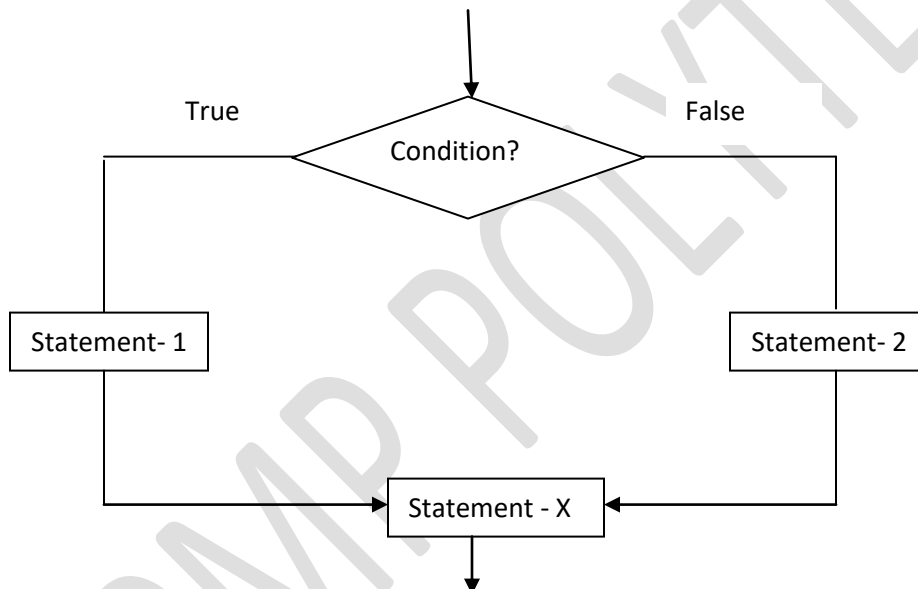 True
False
Condition?
Statement- 1
Statement- 2
Statement - X